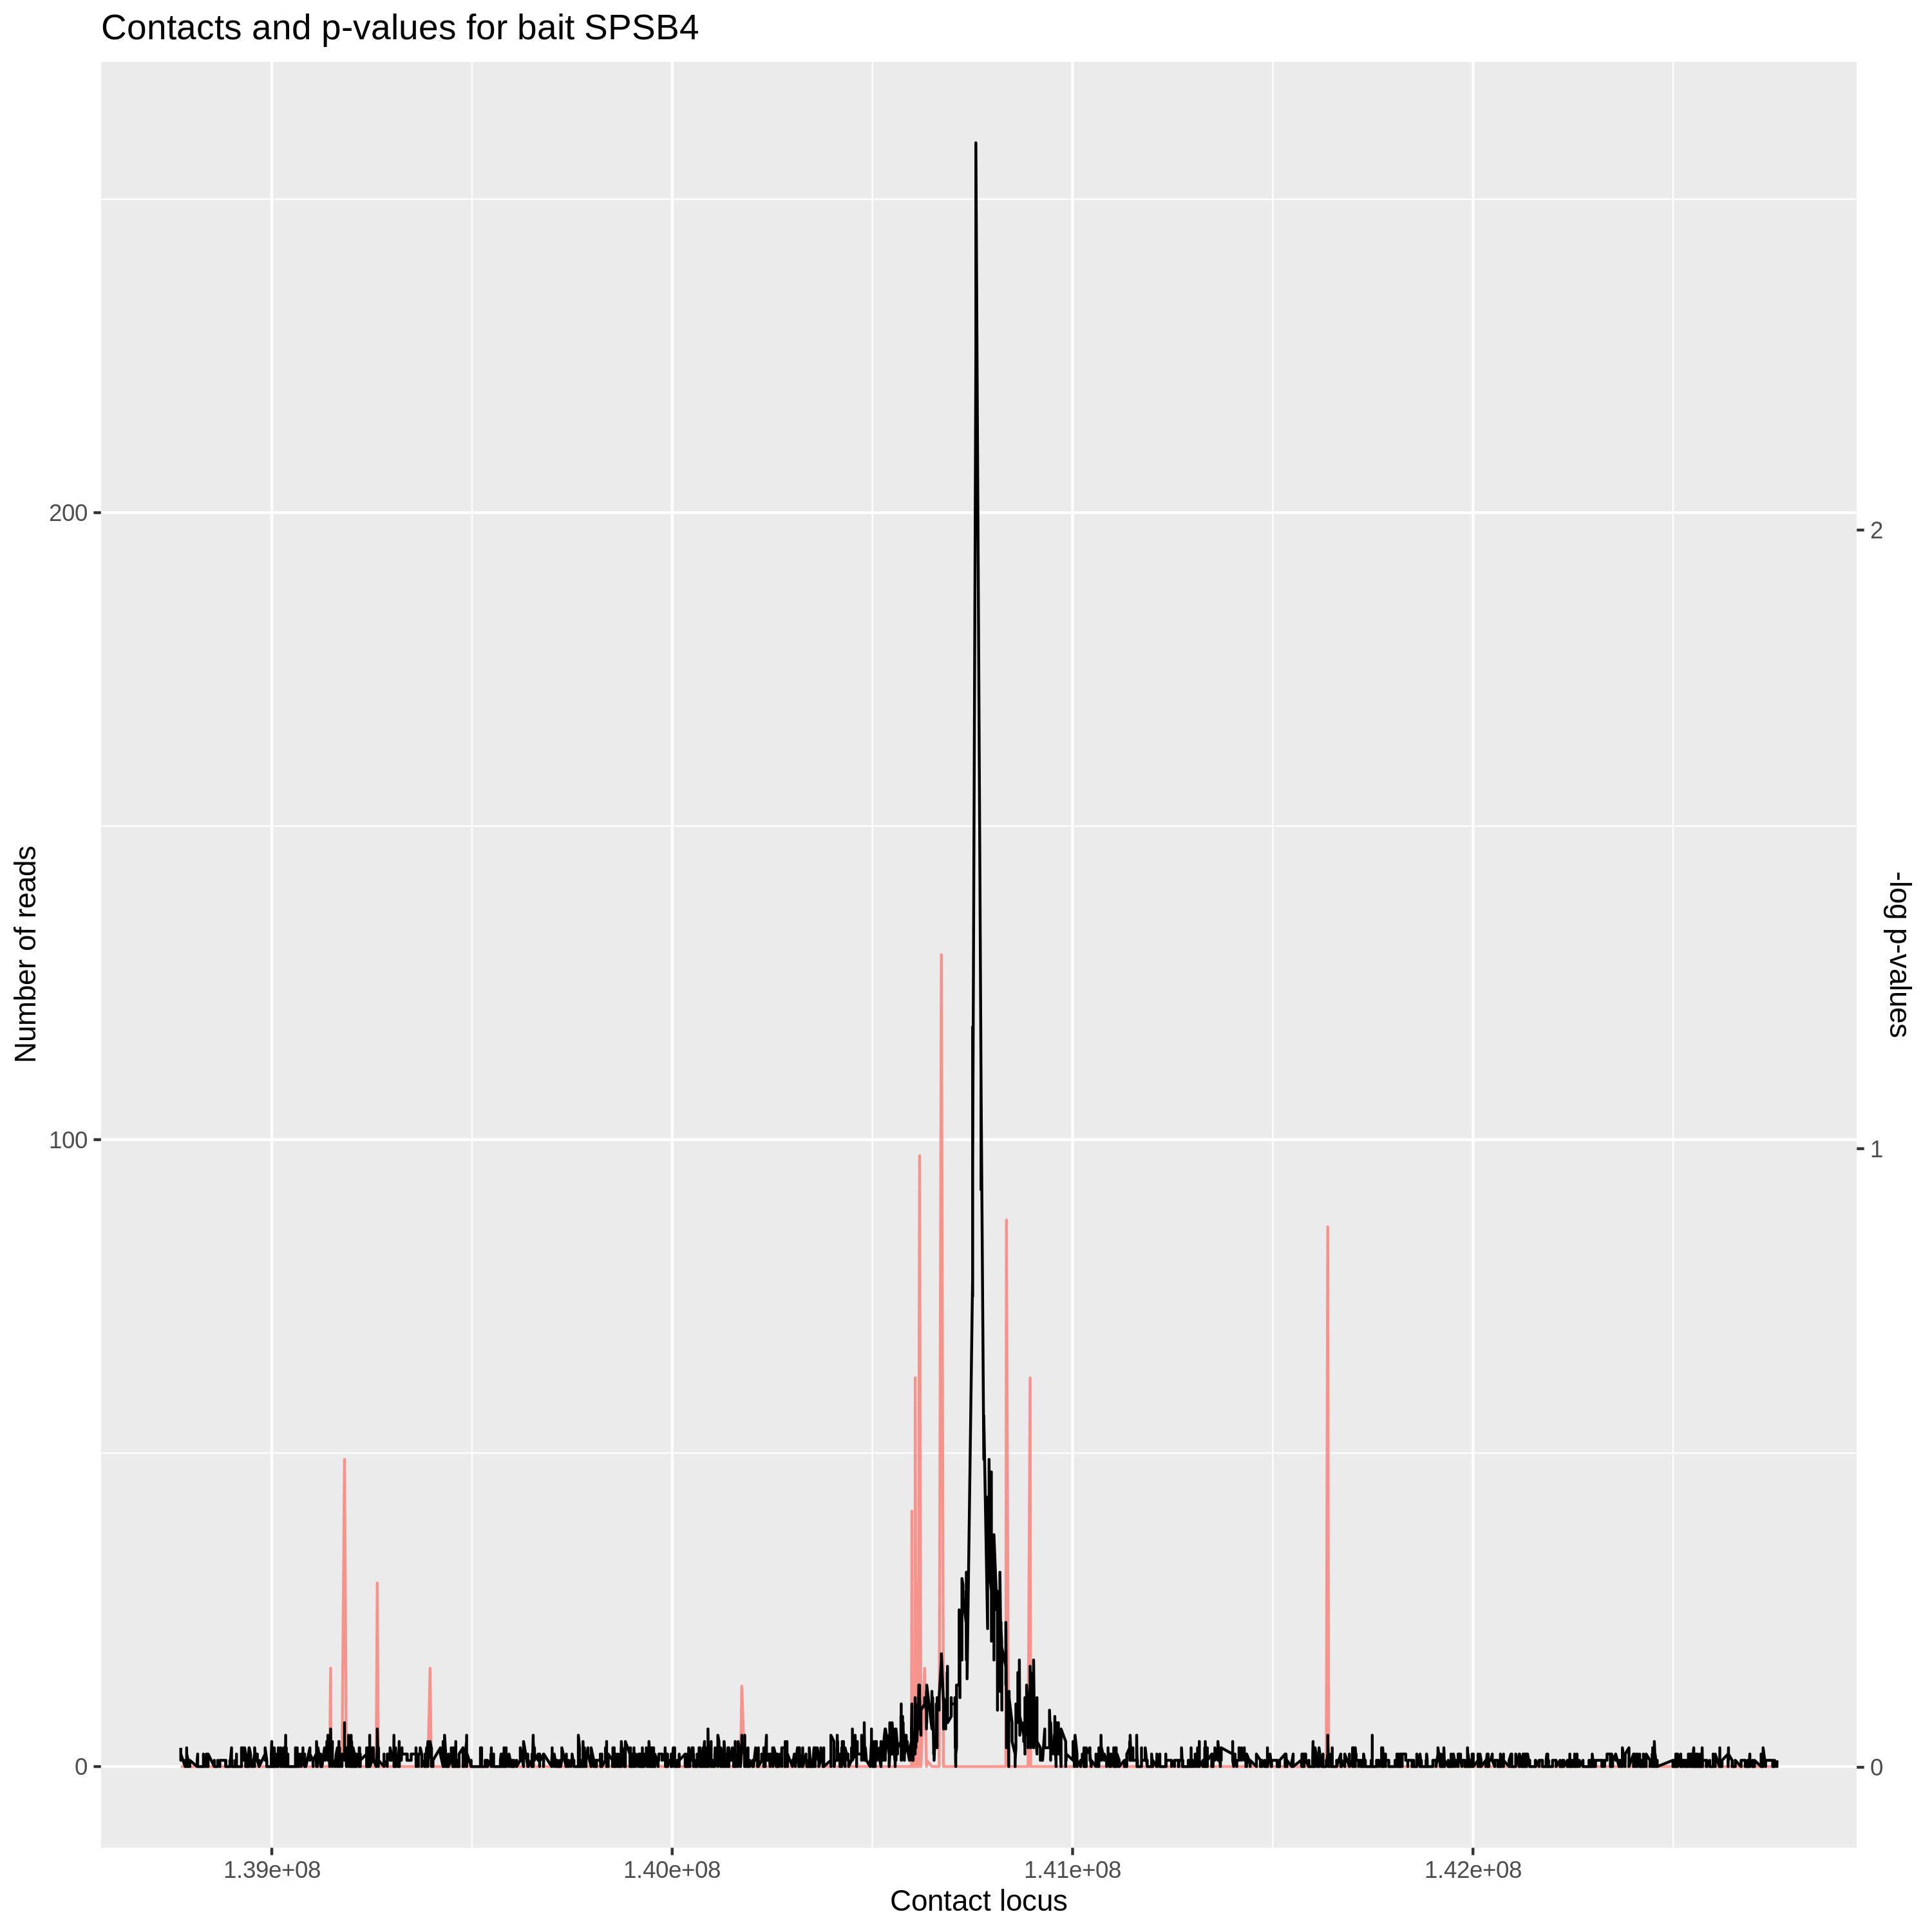 Contacts and p-values for bait SPSB4
Number of reads
200
100
0
2
1
0
-log p-values
1.39e+08
1.40e+08
1.41e+08
1.42e+08
Contact locus